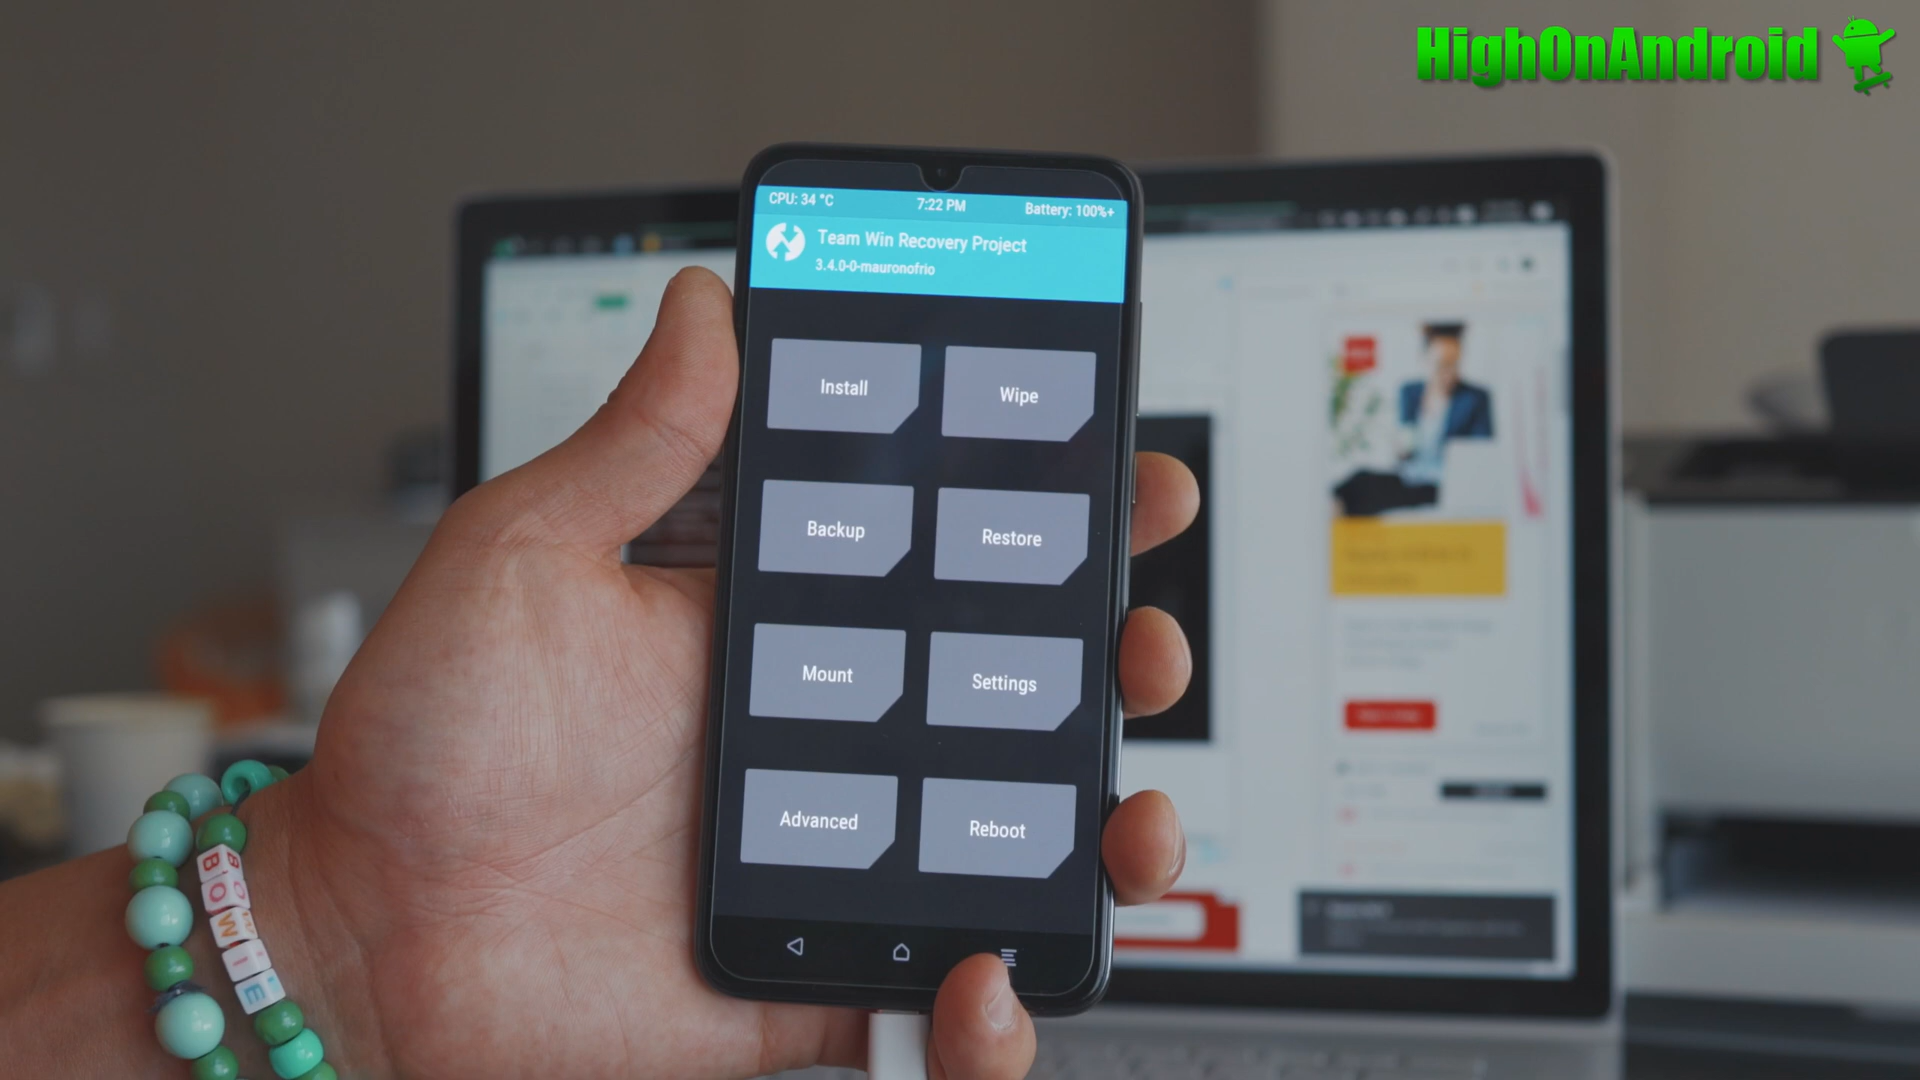 HighOnAndroid
CPU: 34 °C 7:22 PM Battery: 100%+
Team Win Recovery Project
3.4.0-0-mauronofrio
Install Wipe
Backup Restore
Mount Settings
Advanced Reboot
BOWIE